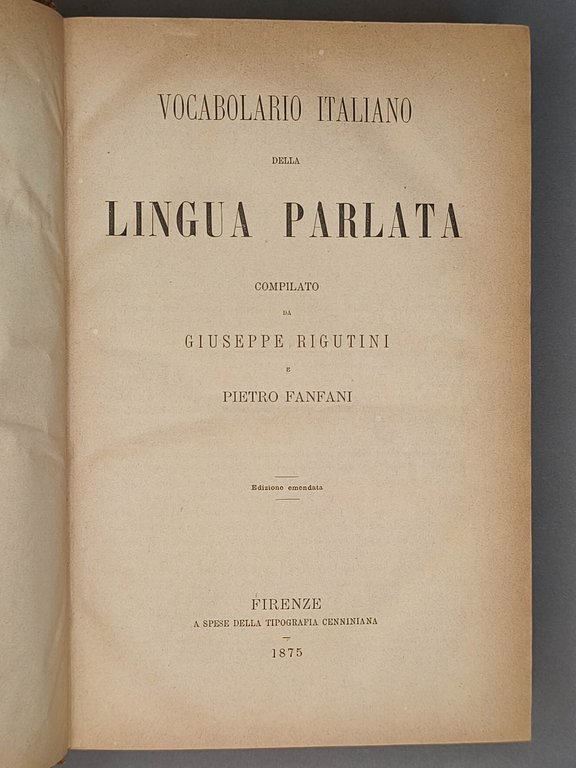 VOCABOLARIO ITALIANO
DELLA
LINGUA PARLATA
COMPILATO
DA
GIUSEPPE RIGUTINI
E
PIETRO FANFANI
Edizione emendata
FIRENZE
A SPESE DELLA TIPOGRAFIA CENNINIANA
1875